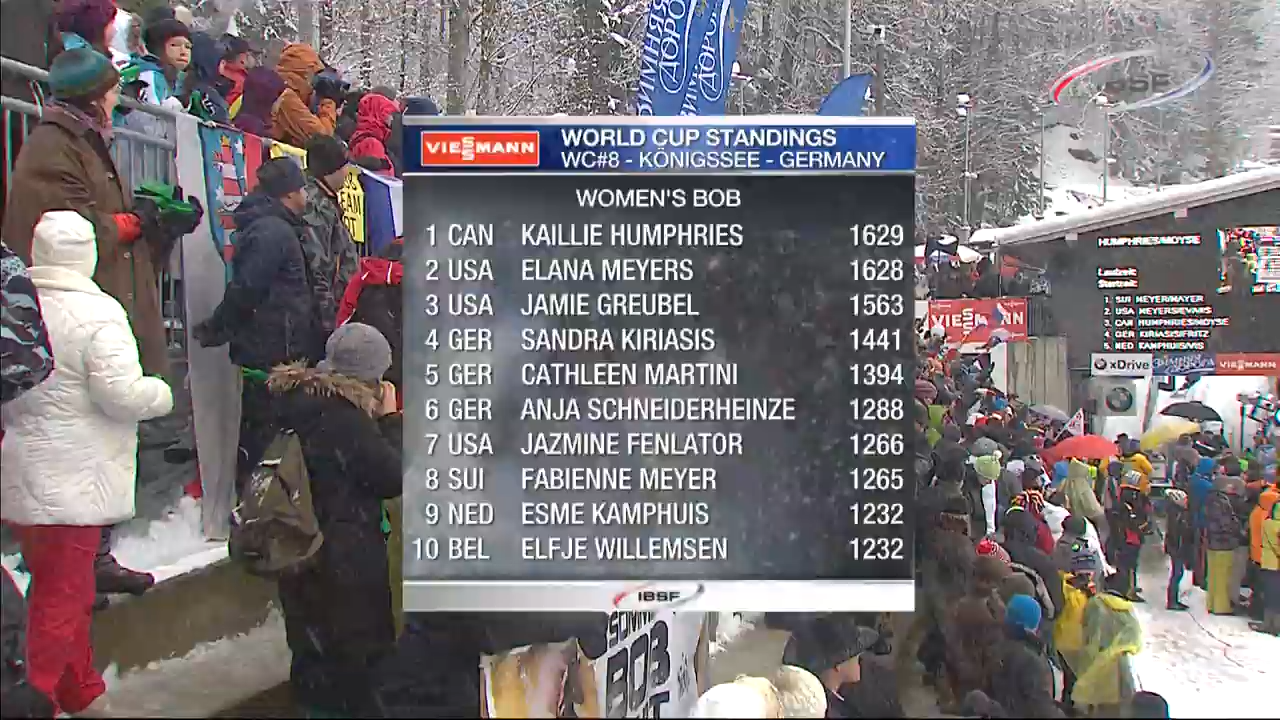 ЗИМНЯЯ
ДОРОГ
IBSF
VIESSMANN
WORLD CUP STANDINGS
WC#8 - KÖNIGSSEE - GERMANY
WOMEN'S BOB
1 CAN KAILLIE HUMPHRIES 1629
2 USA ELANA MEYERS 1628
3 USA JAMIE GREUBEL 1563
4 GER SANDRA KIRIASIS 1441
5 GER CATHLEEN MARTINI 1394
6 GER ANJA SCHNEIDERHEINZE 1288
7 USA JAZMINE FENLATOR 1266
8 SUI FABIENNE MEYER 1265
9 NED ESME KAMPHUIS 1232
10 BEL ELFJE WILLEMSEN 1232
IBSF
HUMPHRIES/MOYSE
Laufzeit:
Startzeit:
1. SUI MEYER/MAYER
2. USA MEYERS/EVANS
3. CAN HUMPHRIES/MOYSE
4. GER KIRIASIS/FRITZ
5. NED KAMPHUIS/VIS
VIESSMANN
xDrive
VIESSMANN
BOB